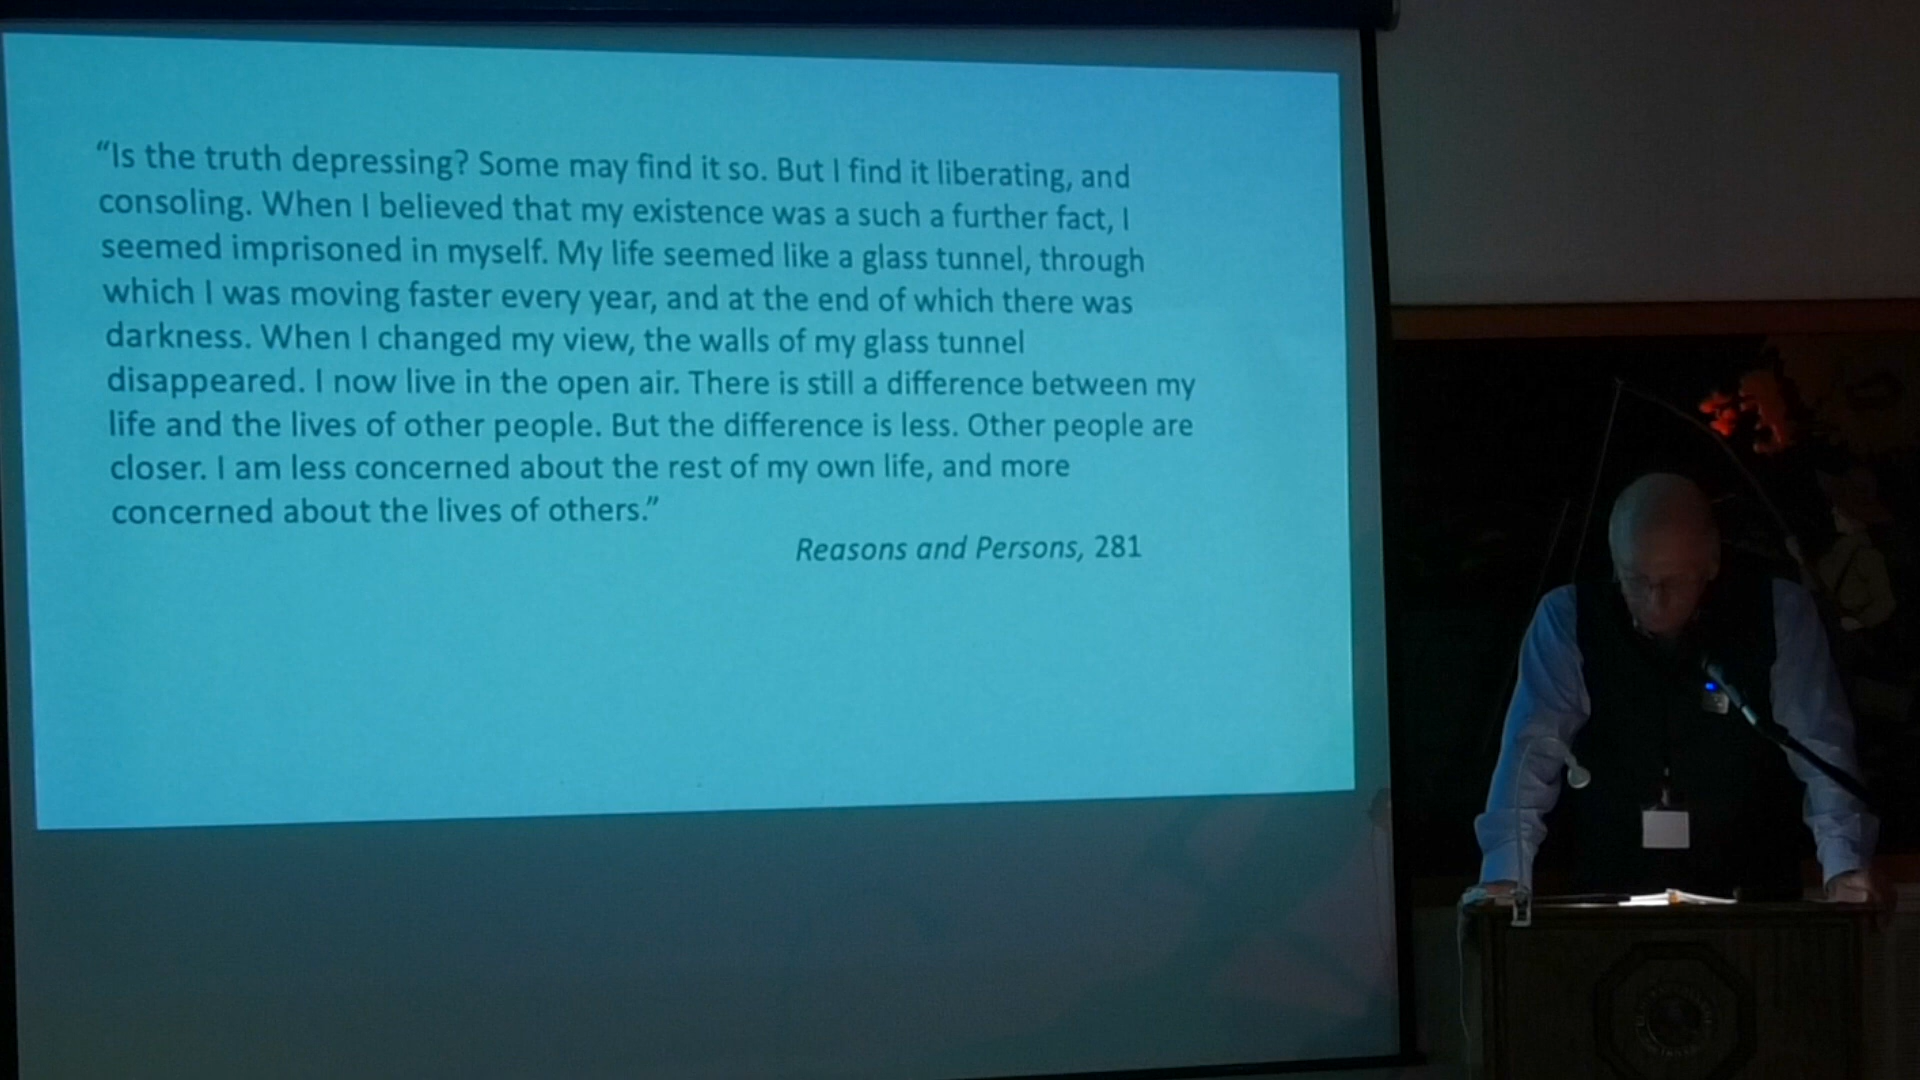 “Is the truth depressing? Some may find it so. But I find it liberating, and
consoling. When I believed that my existence was a such a further fact, I
seemed imprisoned in myself. My life seemed like a glass tunnel, through
which I was moving faster every year, and at the end of which there was
darkness. When I changed my view, the walls of my glass tunnel
disappeared. I now live in the open air. There is still a difference between my
life and the lives of other people. But the difference is less. Other people are
closer. I am less concerned about the rest of my own life, and more
concerned about the lives of others.”
Reasons and Persons, 281